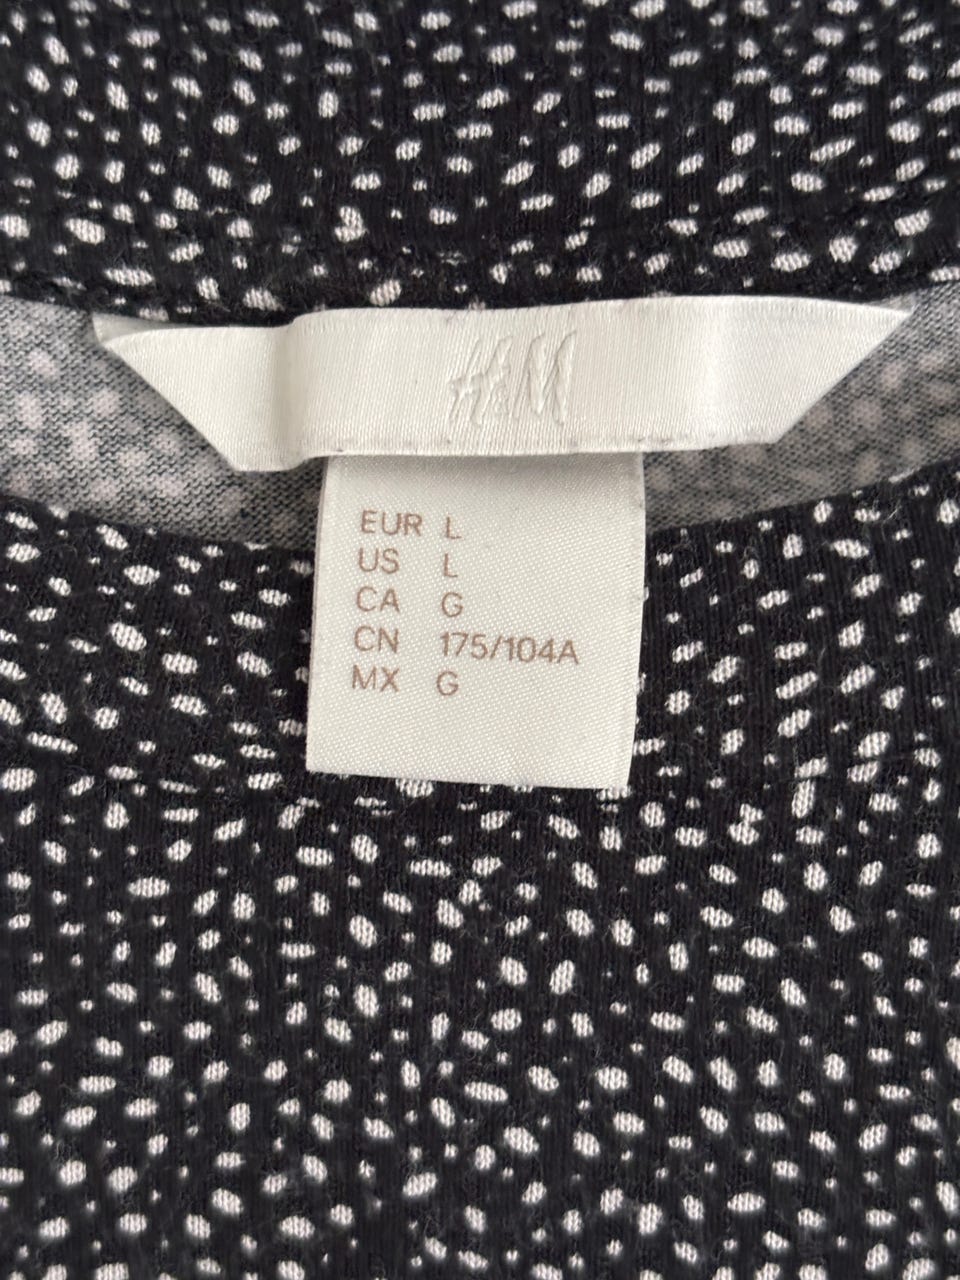 H&M
EUR L
US L
CA G
CN 175/104A
MX G